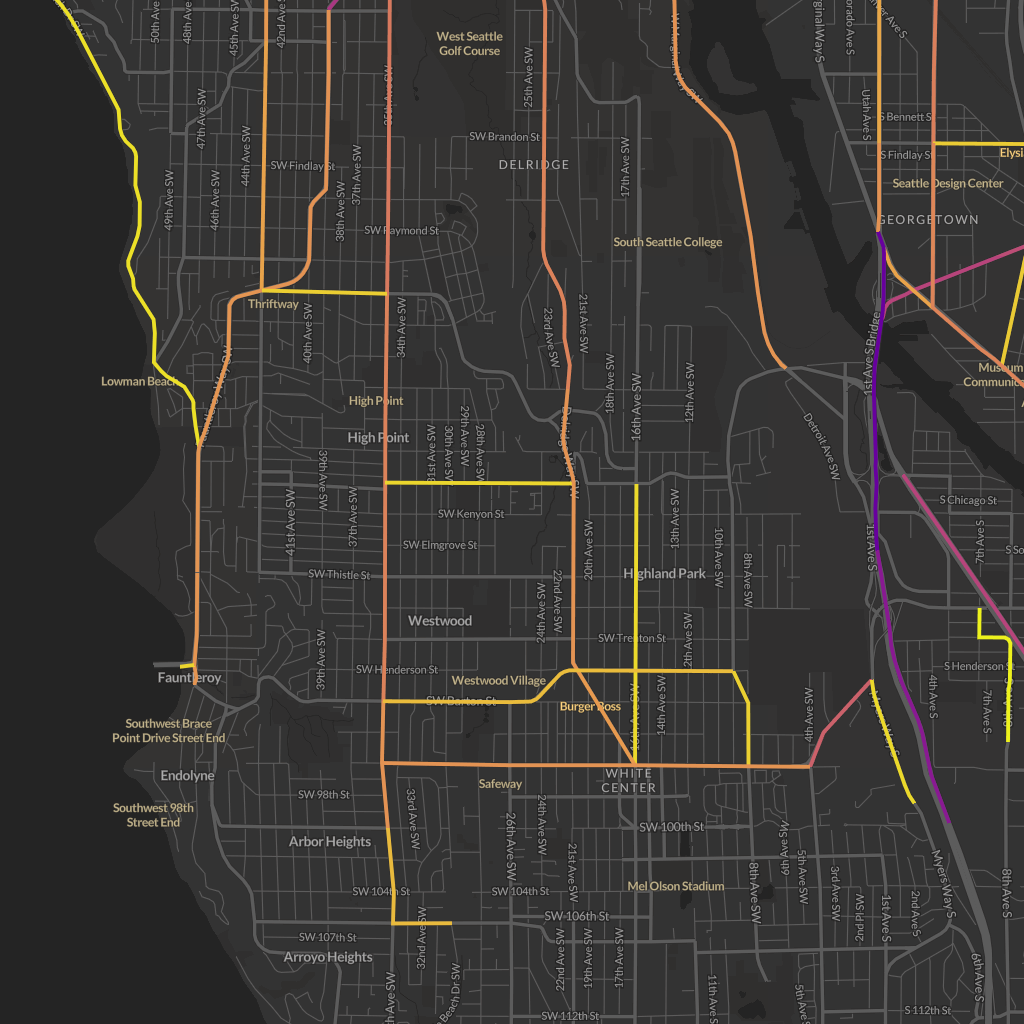 50th Ave SW
48th Ave SW
45th Ave SW
42nd Ave SW
West Seattle
Golf Course
25th Ave SW
W Marginal Way SW
35th Ave SW
47th Ave SW
44th Ave SW
SW Brandon St
DELRIDGE
17th Ave SW
Utah Ave S
S Bennett S
S Findlay St
Elysi
Seattle Design Center
GEORGETOWN
SW Findlay St
37th Ave SW
49th Ave SW
46th Ave SW
38th Ave SW
SW Raymond St
South Seattle College
Thriftway
40th Ave SW
34th Ave SW
23rd Ave SW
21st Ave SW
1st Ave S Bridge
Lowman Beach
High Point
18th Ave SW
16th Ave SW
12th Ave SW
Museum
Communic
High Point
31st Ave SW
30th Ave SW
29th Ave SW
28th Ave SW
Delridge Way SW
Detroit Ave SW
39th Ave SW
41st Ave SW
37th Ave SW
SW Kenyon St
S Chicago St
SW Elmgrove St
20th Ave SW
13th Ave SW
10th Ave SW
1st Ave S
7th Ave S
S So
SW Thistle St
Highland Park
8th Ave SW
24th Ave SW
22nd Ave SW
Westwood
SW Trenton St
12th Ave SW
39th Ave SW
SW Henderson St
S Henderson St
Fauntleroy
Westwood Village
SW Barton St
Burger Boss
16th Ave SW
14th Ave SW
4th Ave SW
Myers Way S
4th Ave S
7th Ave S
Southwest Brace
Point Drive Street End
Endolyne
Safeway
WHITE
CENTER
SW 98th St
Southwest 98th
Street End
33rd Ave SW
26th Ave SW
24th Ave SW
SW 100th St
Arbor Heights
21st Ave SW
5th Ave SW
3rd Ave SW
Myers Way S
SW 104th St
SW 104th St
Mel Olson Stadium
8th Ave SW
2nd Pl SW
1st Ave S
2nd Ave S
8th Ave S
SW 106th St
SW 107th St
32nd Ave SW
Arroyo Heights
22nd Ave SW
19th Ave SW
17th Ave SW
11th Ave SW
5th Ave S
6th Ave S
Beach Dr SW
SW 112th St
S 112th St